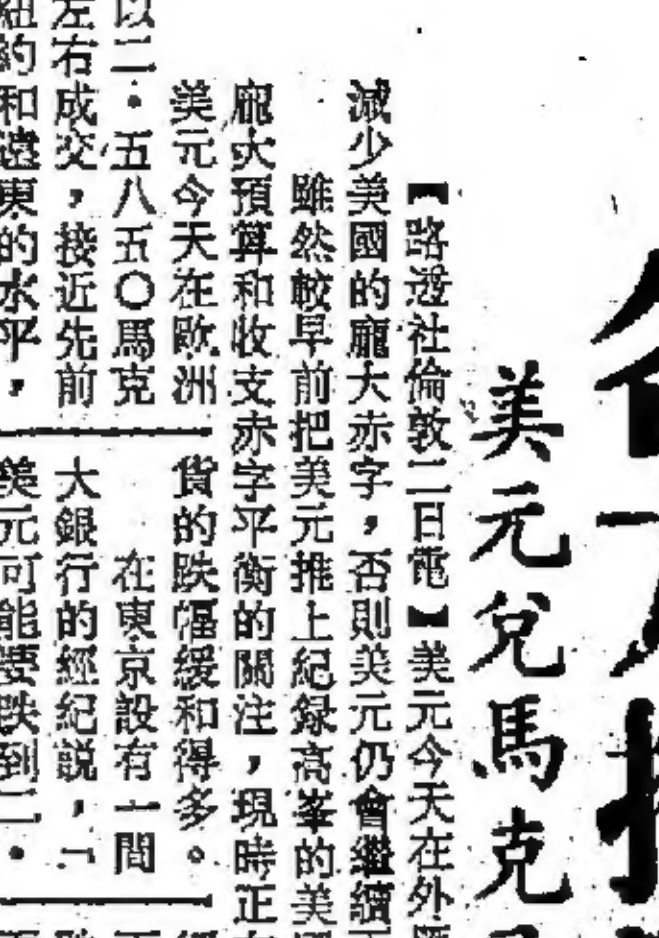 美元兌馬克
【路透社倫敦二日電】美元今天在外匯
減少美國的龐大赤字,否則美元仍會繼續
雖然較早前把美元推上紀録高峯的美
龐大預算和收支赤字平衡的關注,現時正
美元今天在歐洲
以二·五八五〇馬克
左右成交,接近先前
紐約和遠東的水平,
貨的跌幅緩和得多。
在東京設有一間
大銀行的經紀説,「
美元可能要跌到二·